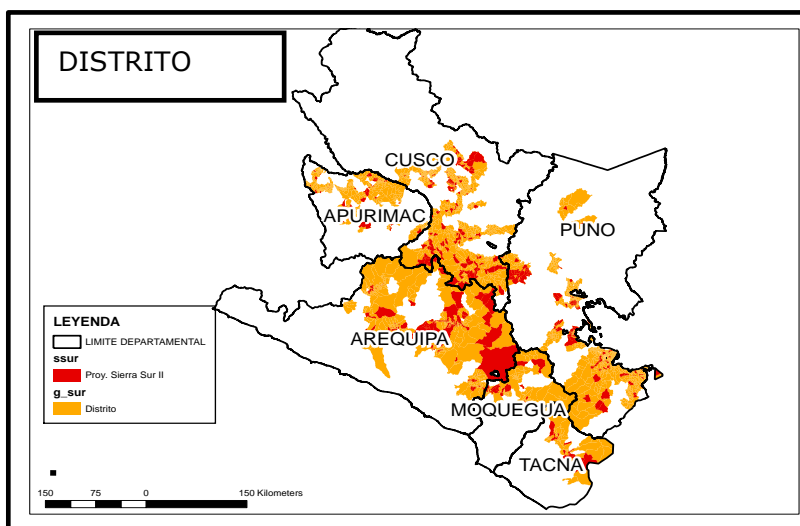 DISTRITO
CUSCO
APURIMAC
PUNO
AREQUIPA
MOQUEGUA
TACNA
LEYENDA
LIMITE DEPARTAMENTAL
ssur
Proy. Sierra Sur II
g_sur
Distrito
150 75 0 150 Kilometers